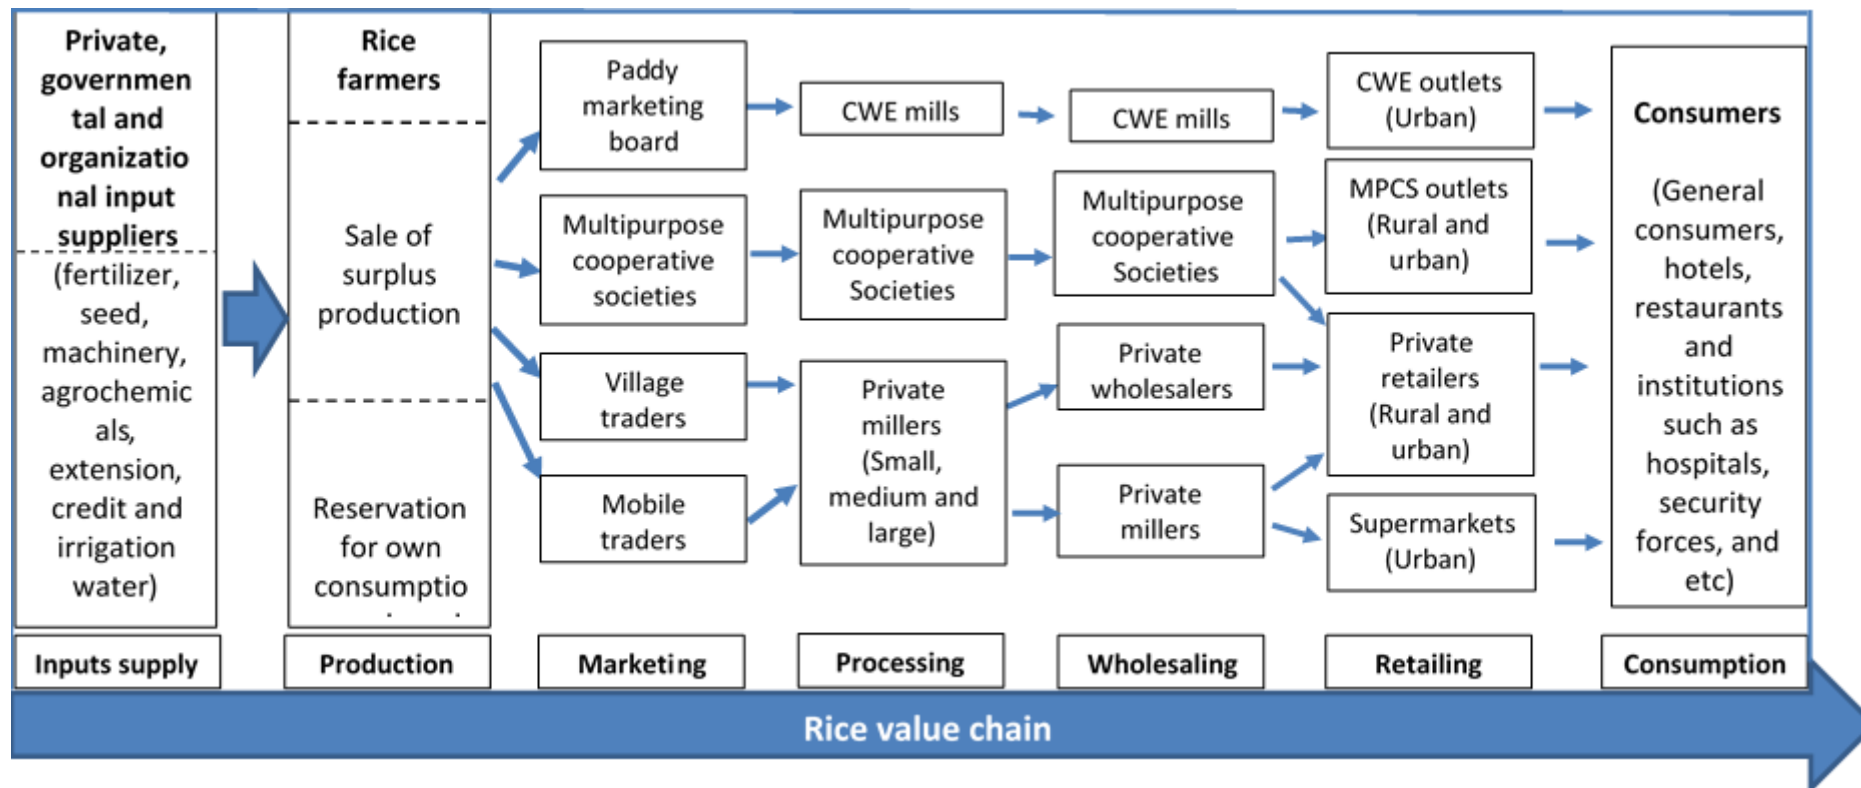 Private,
governmen
tal and
organizatio
nal input
suppliers
(fertilizer,
seed,
machinery,
agrochemic
als,
extension,
credit and
irrigation
water)
Inputs supply
Rice
farmers
Sale of
surplus
production
Reservation
for own
consumptio
Production
Paddy
marketing
board
Multipurpose
cooperative
societies
Village
traders
Mobile
traders
Marketing
CWE mills
Multipurpose
cooperative
Societies
Private
millers
(Small,
medium and
large)
Processing
CWE mills
Multipurpose
cooperative
Societies
Private
wholesalers
Private
millers
Wholesaling
CWE outlets
(Urban)
MPCS outlets
(Rural and
urban)
Private
retailers
(Rural and
urban)
Supermarkets
(Urban)
Retailing
Consumers
(General
consumers,
hotels,
restaurants
and
institutions
such as
hospitals,
security
forces, and
etc)
Consumption
Rice value chain